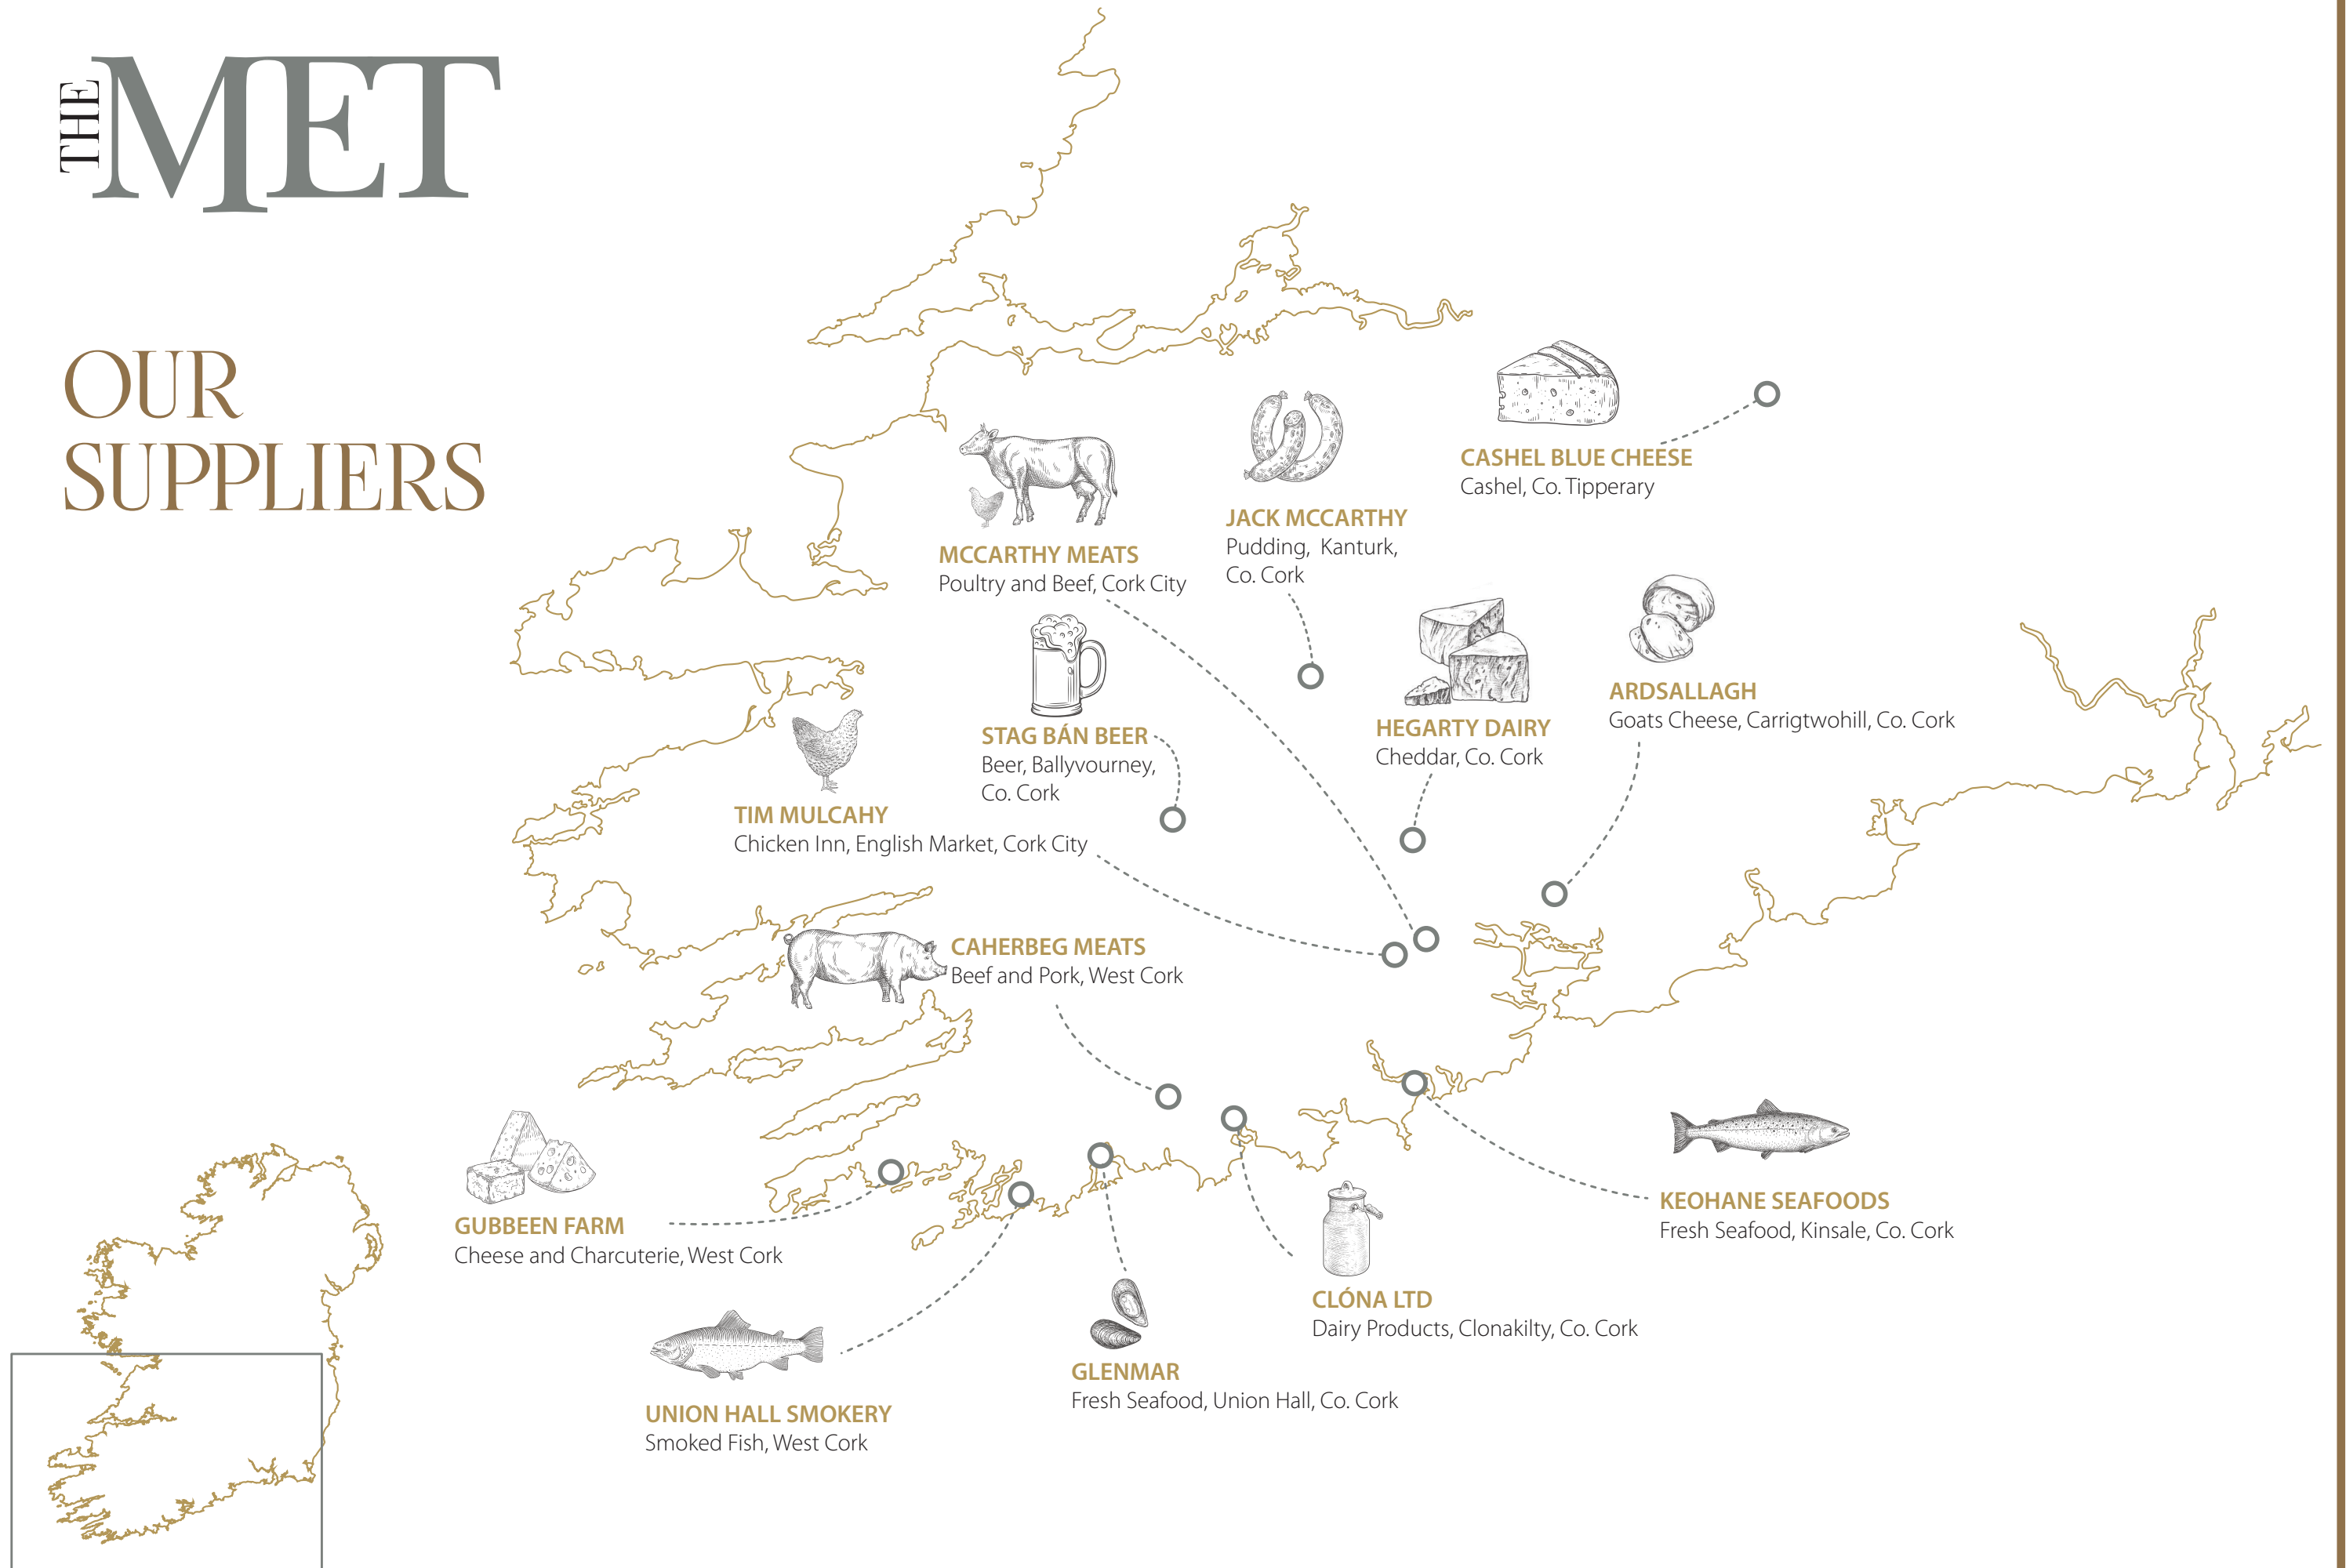 THE MET
OUR
SUPPLIERS
CASHEL BLUE CHEESE
Cashel, Co. Tipperary
JACK MCCARTHY
Pudding, Kanturk,
Co. Cork
MCCARTHY MEATS
Poultry and Beef, Cork City
ARDSALLAGH
Goats Cheese, Carrigtwohill, Co. Cork
HEGARTY DAIRY
Cheddar, Co. Cork
STAG BÁN BEER
Beer, Ballyvourney,
Co. Cork
TIM MULCAHY
Chicken Inn, English Market, Cork City
CAHERBEG MEATS
Beef and Pork, West Cork
KEOHANE SEAFOODS
Fresh Seafood, Kinsale, Co. Cork
GUBBEEN FARM
Cheese and Charcuterie, West Cork
CLÓNA LTD
Dairy Products, Clonakilty, Co. Cork
GLENMAR
Fresh Seafood, Union Hall, Co. Cork
UNION HALL SMOKERY
Smoked Fish, West Cork